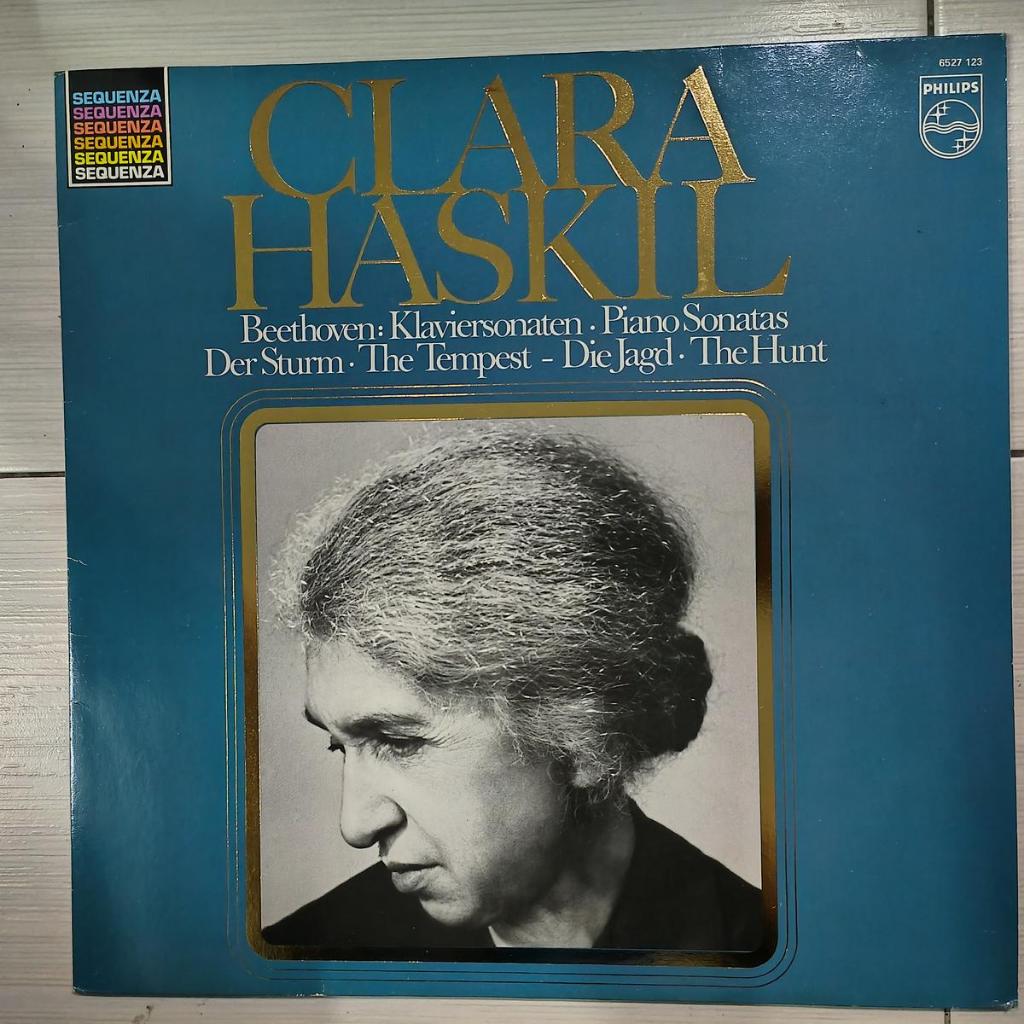 SEQUENZA
SEQUENZA
SEQUENZA
SEQUENZA
SEQUENZA
SEQUENZA
6527 123
PHILIPS
CLARA
HASKIL
Beethoven: Klaviersonaten · Piano Sonatas
Der Sturm · The Tempest – Die Jagd · The Hunt